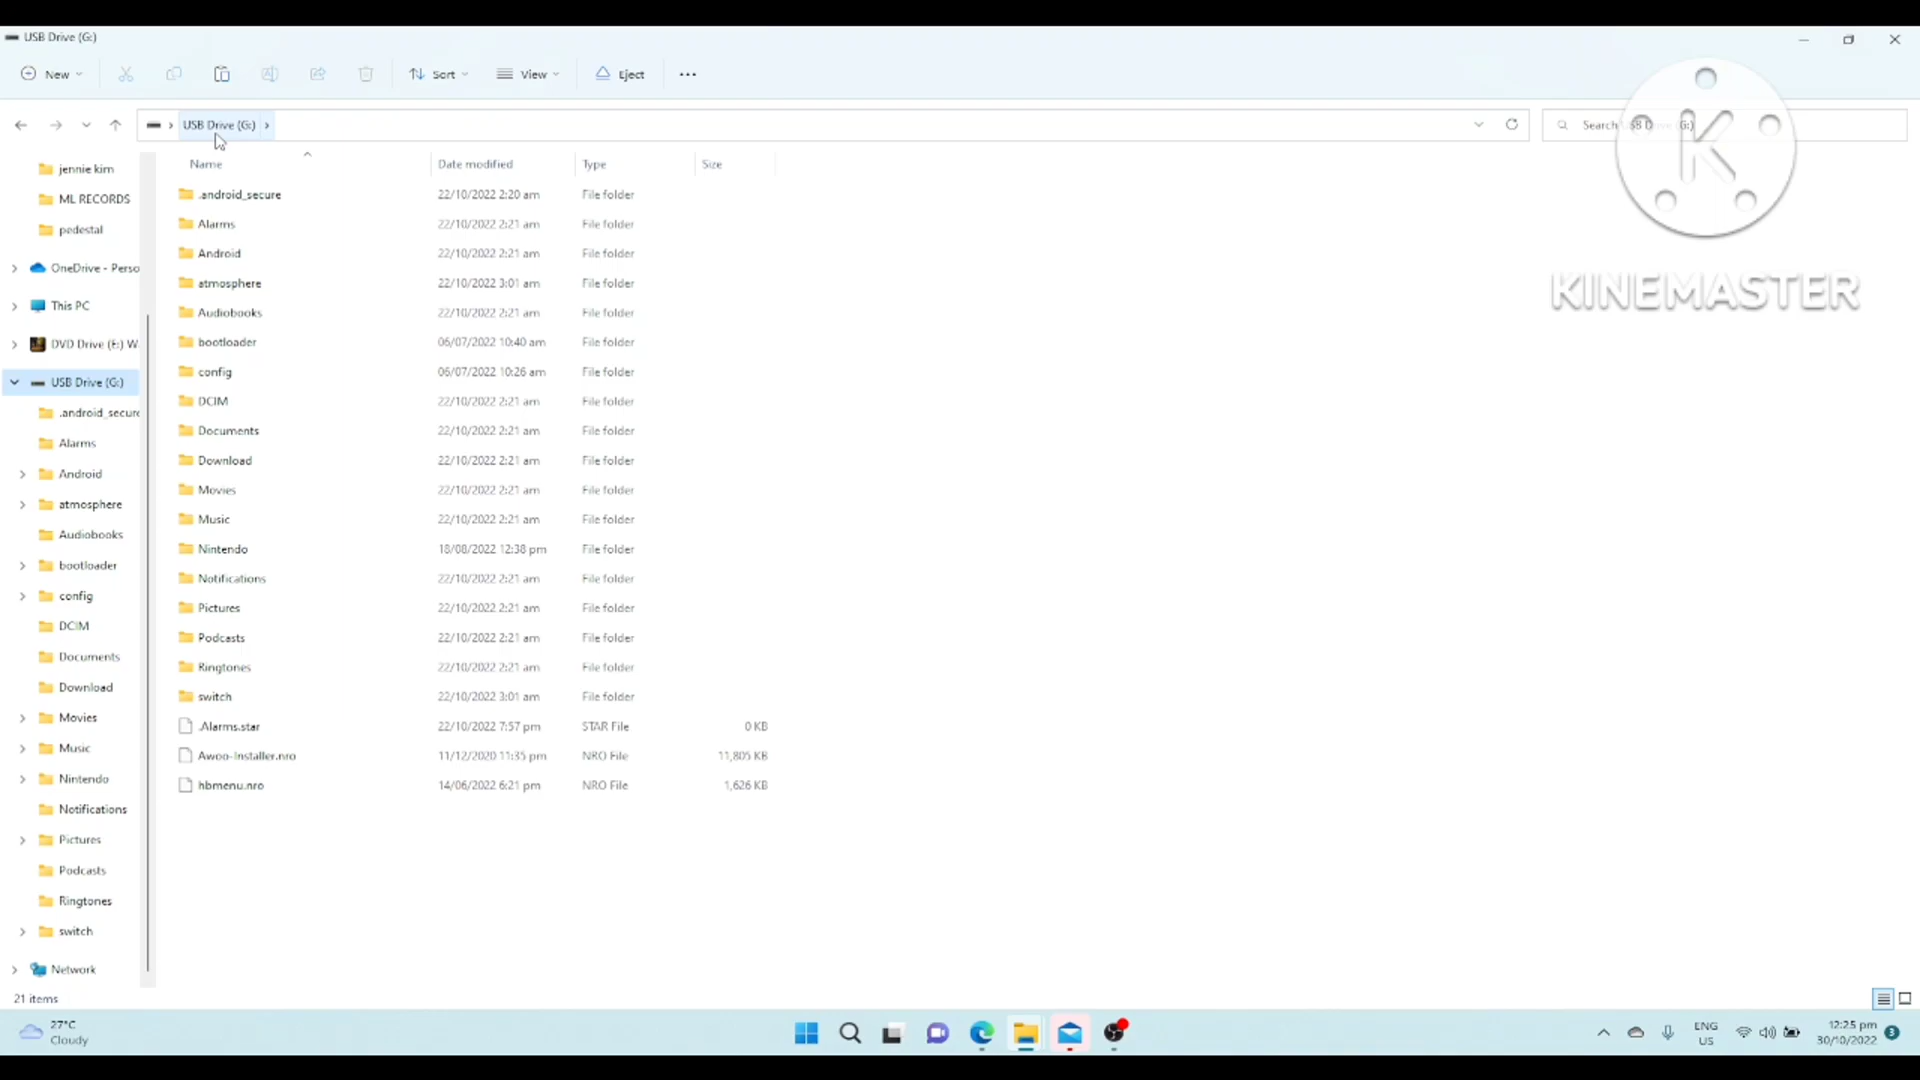 USB Drive (G:)
New
Sort
View
Eject
USB Drive (G:)
Search USB Drive (G:)
Name
Date modified
Type
Size
.android_secure 22/10/2022 2:20 am File folder
Alarms 22/10/2022 2:21 am File folder
Android 22/10/2022 2:21 am File folder
atmosphere 22/10/2022 3:01 am File folder
Audiobooks 22/10/2022 2:21 am File folder
bootloader 06/07/2022 10:40 am File folder
config 06/07/2022 10:26 am File folder
DCIM 22/10/2022 2:21 am File folder
Documents 22/10/2022 2:21 am File folder
Download 22/10/2022 2:21 am File folder
Movies 22/10/2022 2:21 am File folder
Music 22/10/2022 2:21 am File folder
Nintendo 18/08/2022 12:38 pm File folder
Notifications 22/10/2022 2:21 am File folder
Pictures 22/10/2022 2:21 am File folder
Podcasts 22/10/2022 2:21 am File folder
Ringtones 22/10/2022 2:21 am File folder
switch 22/10/2022 3:01 am File folder
.Alarms.star 22/10/2022 7:57 pm STAR File 0 KB
Awoo-Installer.nro 11/12/2020 11:35 pm NRO File 11,805 KB
hbmenu.nro 14/06/2022 6:21 pm NRO File 1,626 KB
jennie kim
ML RECORDS
pedestal
OneDrive - Perso
This PC
DVD Drive (E:) W
USB Drive (G:)
.android_secure
Alarms
Android
atmosphere
Audiobooks
bootloader
config
DCIM
Documents
Download
Movies
Music
Nintendo
Notifications
Pictures
Podcasts
Ringtones
switch
Network
21 items
K
KINEMASTER
27°C
Cloudy
ENG
US
12:25 pm
30/10/2022
3